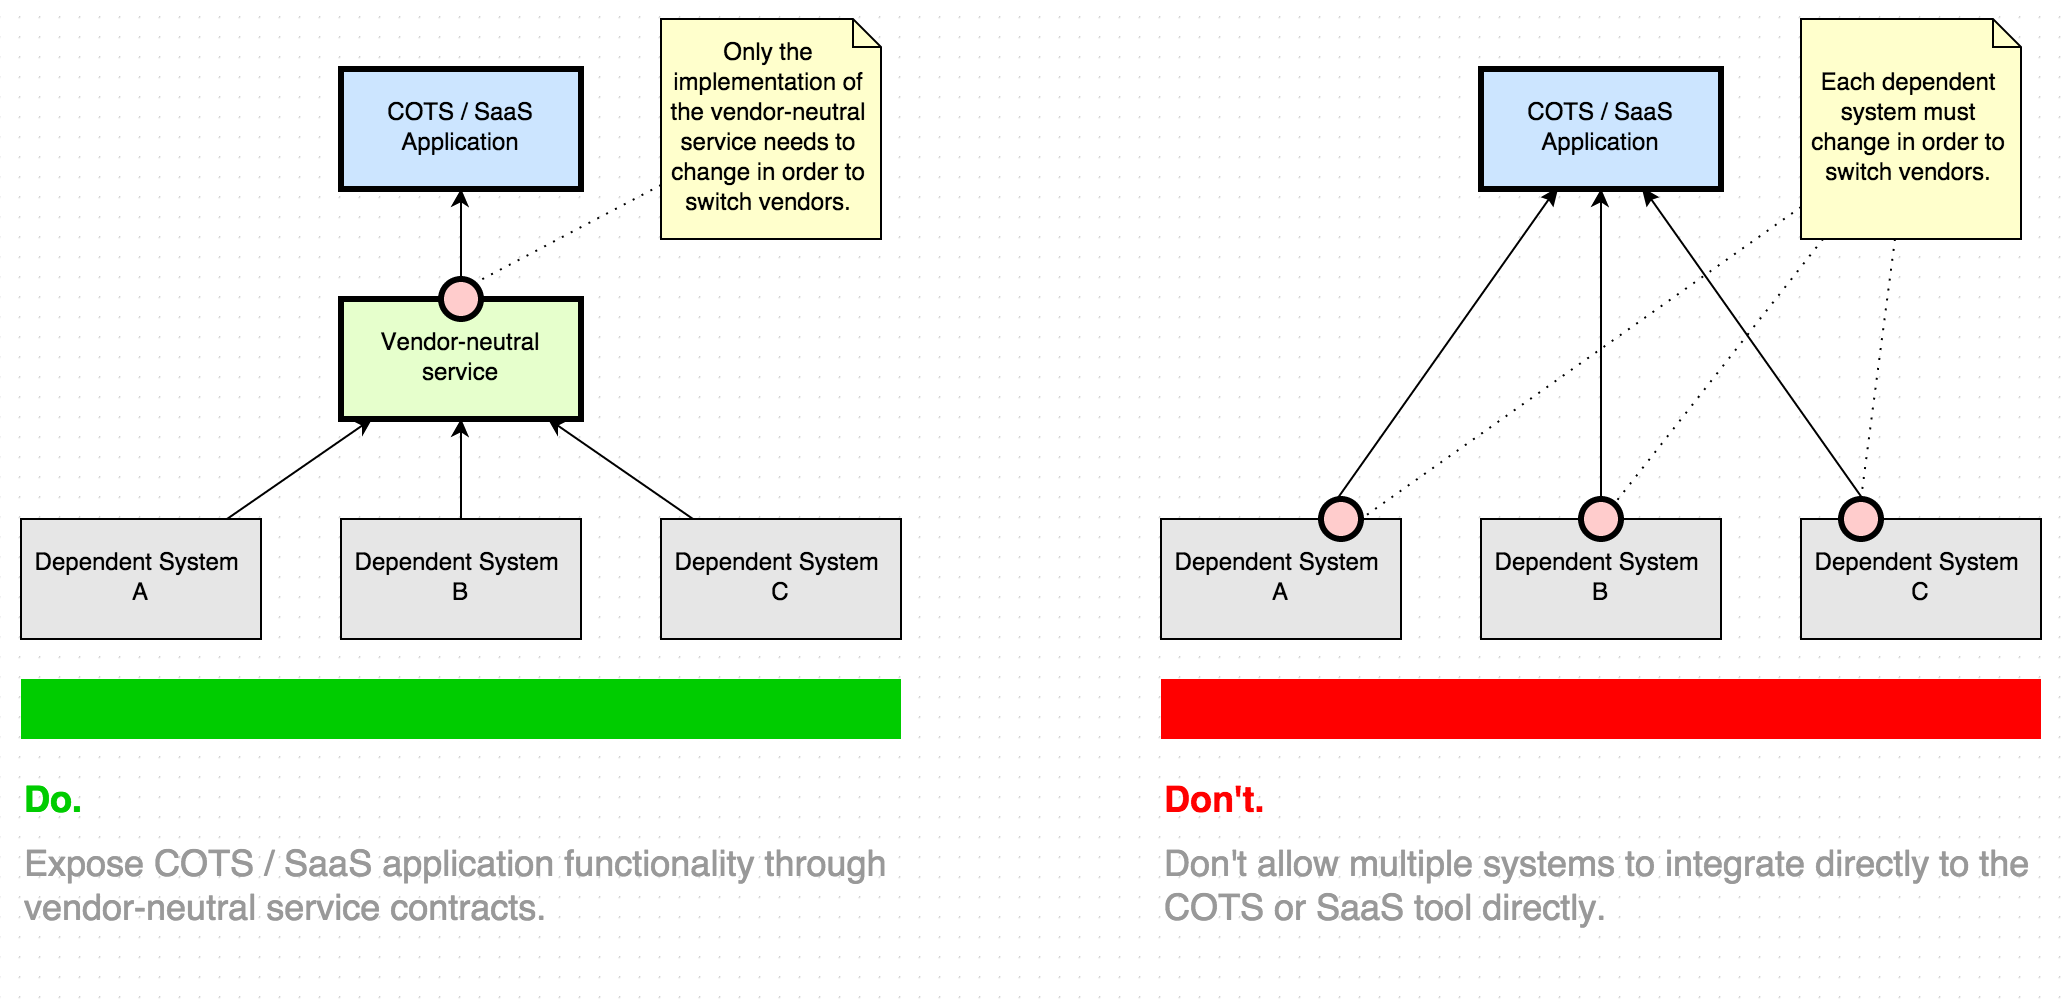 COTS / SaaS
Application
Only the
implementation of
the vendor-neutral
service needs to
change in order to
switch vendors.
Vendor-neutral
service
Dependent System
A
Dependent System
B
Dependent System
C
Do.
Expose COTS / SaaS application functionality through
vendor-neutral service contracts.
COTS / SaaS
Application
Each dependent
system must
change in order to
switch vendors.
Dependent System
A
Dependent System
B
Dependent System
C
Don't.
Don't allow multiple systems to integrate directly to the
COTS or SaaS tool directly.